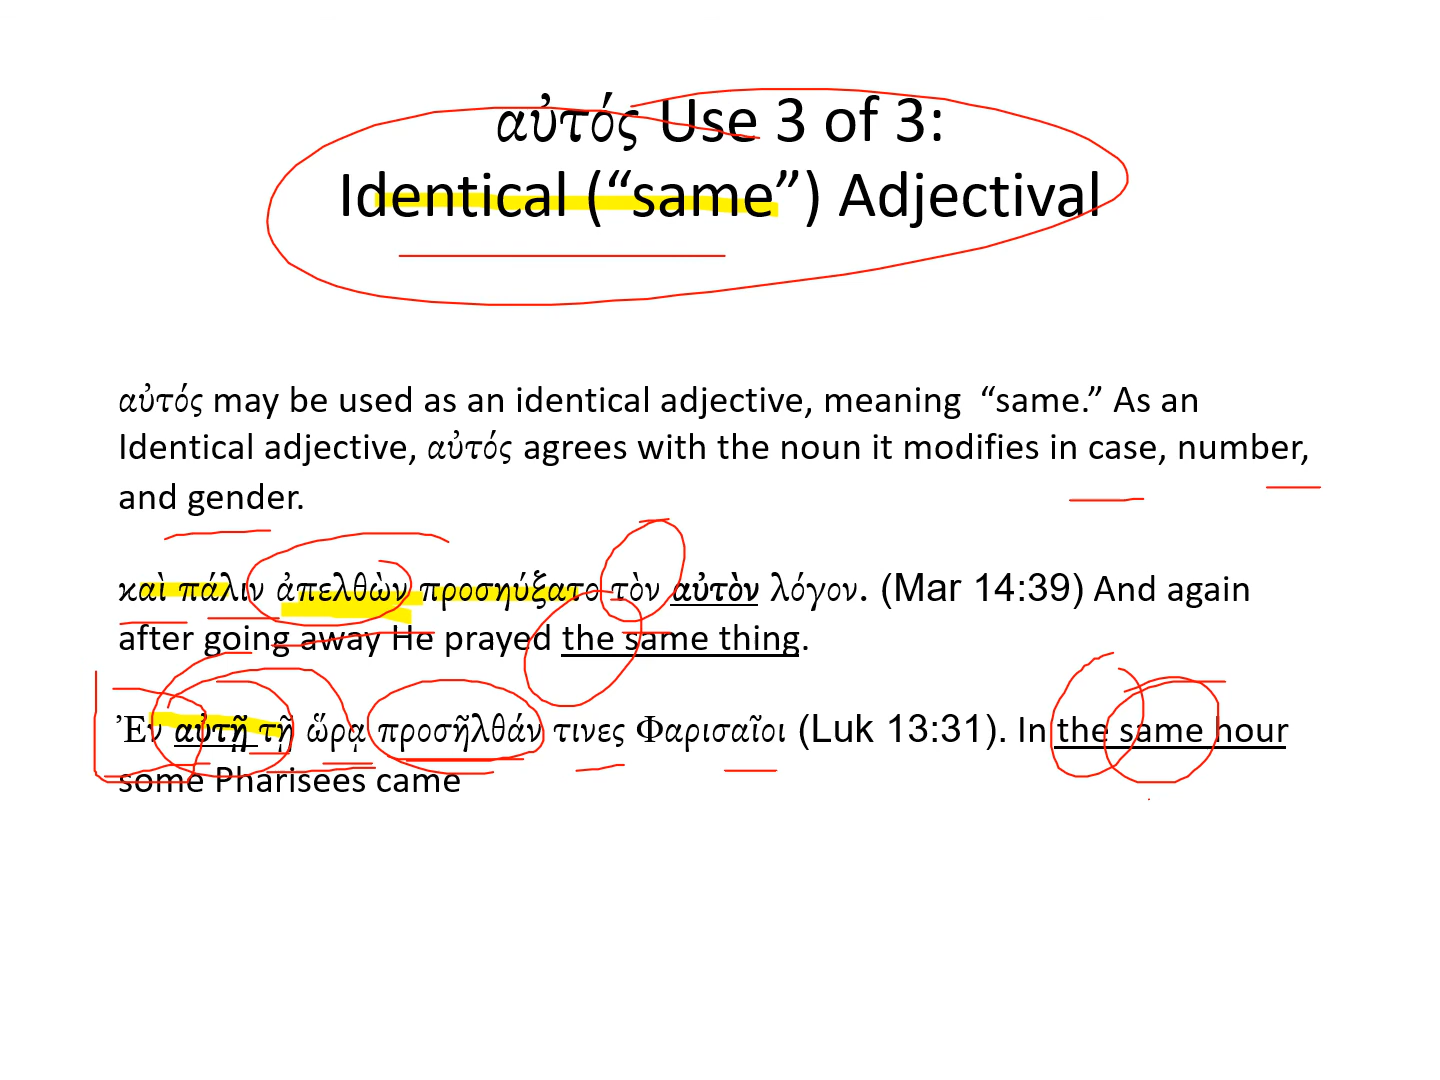 αὐτός Use 3 of 3:
Identical (“same”) Adjectival
αὐτός may be used as an identical adjective, meaning “same.” As an
Identical adjective, αὐτός agrees with the noun it modifies in case, number,
and gender.
καὶ πάλιν ἀπελθὼν προσηύξατο τὸν αὐτὸν λόγον. (Mar 14:39) And again
after going away He prayed the same thing.
Ἐν αὐτῇ τῇ ὥρᾳ προσῆλθάν τινες Φαρισαῖοι (Luk 13:31). In the same hour
some Pharisees came